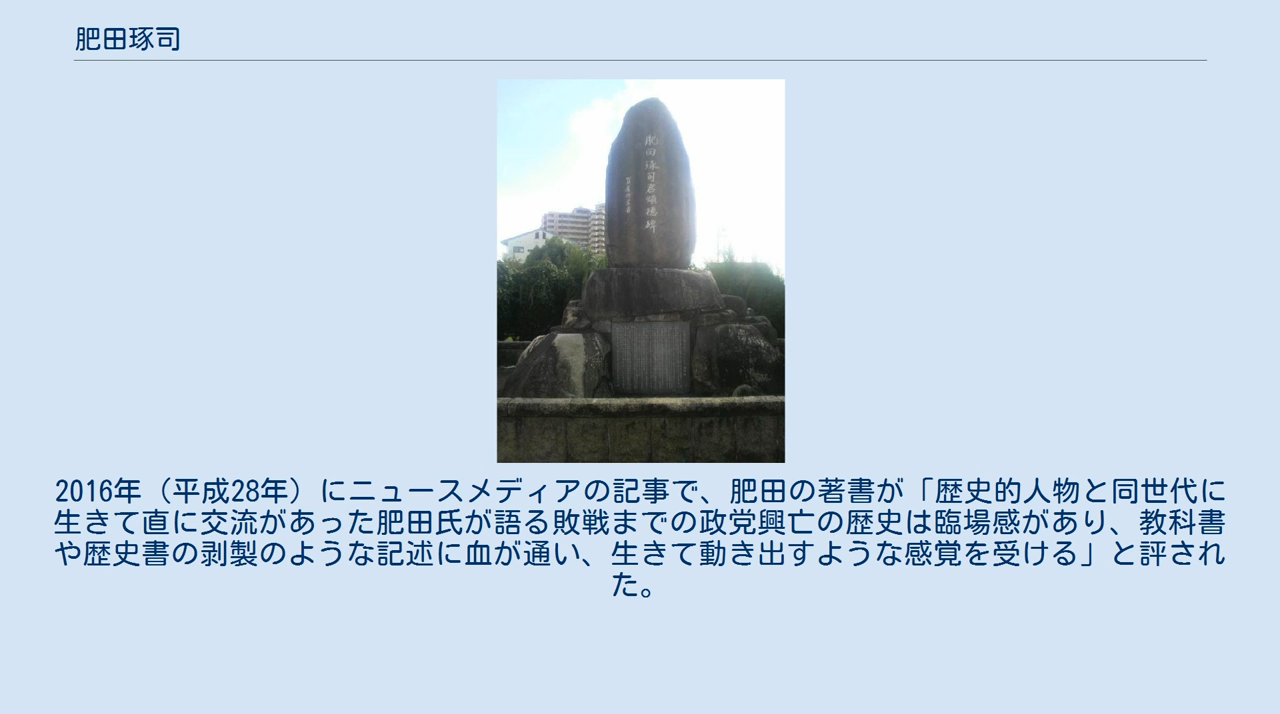 肥田琢司
肥田琢司君頌徳碑
2016年（平成28年）にニュースメディアの記事で、肥田の著書が「歴史的人物と同世代に
生きて直に交流があった肥田氏が語る敗戦までの政党興亡の歴史は臨場感があり、教科書
や歴史書の剥製のような記述に血が通い、生きて動き出すような感覚を受ける」と評され
た。